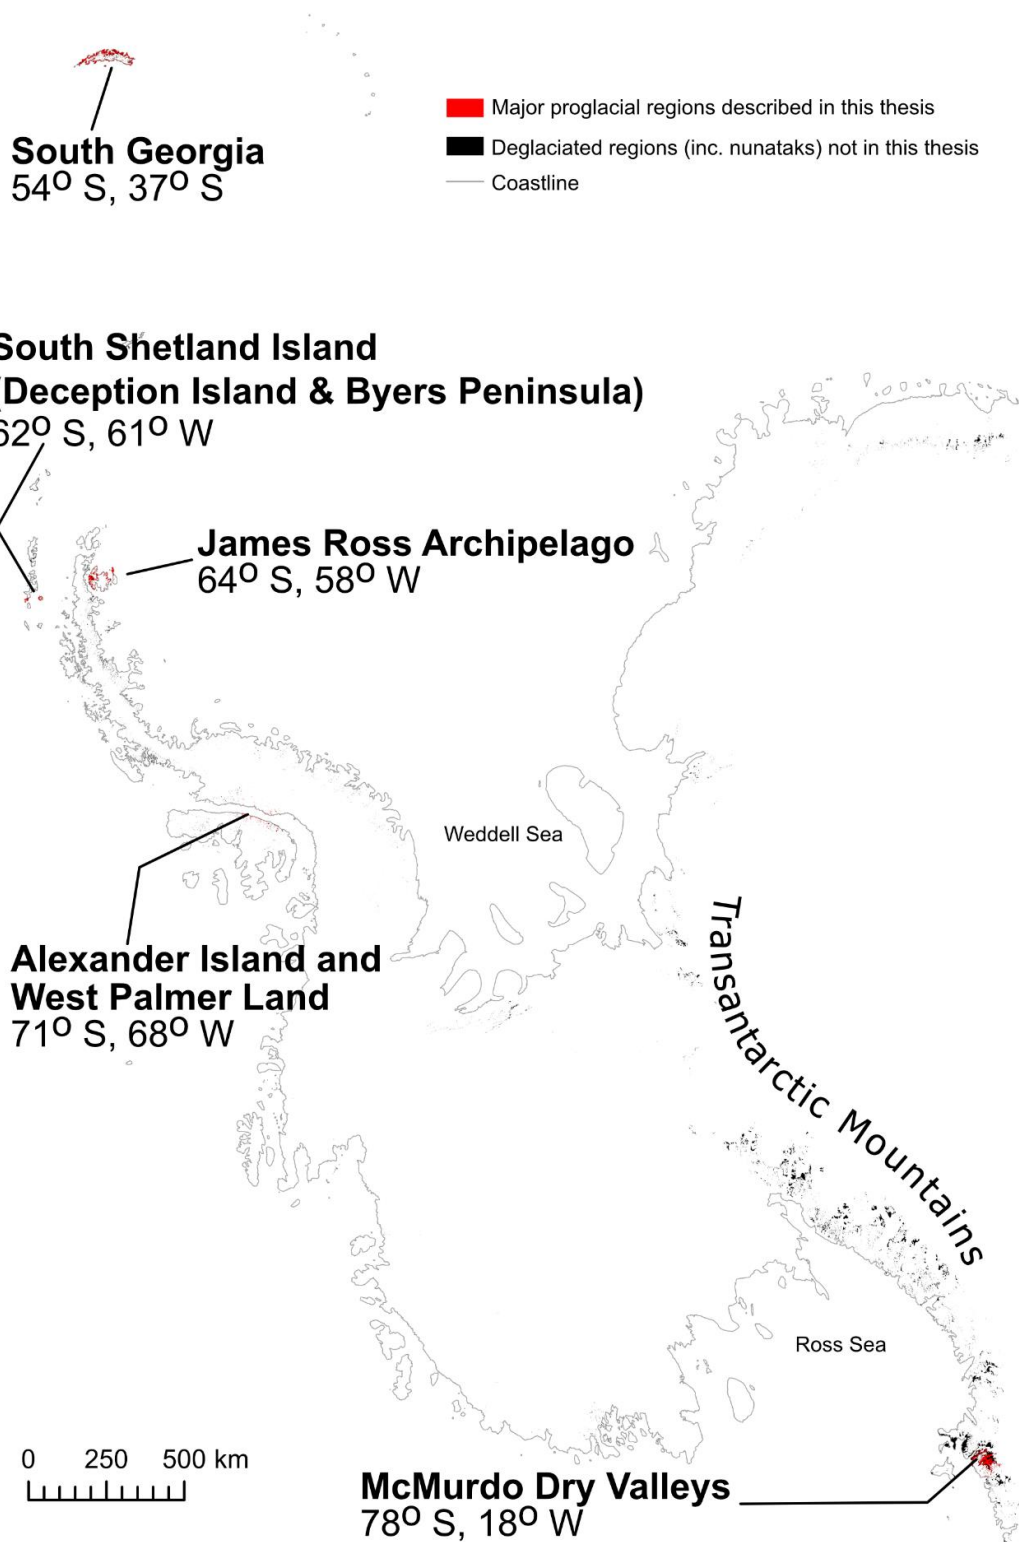 Major proglacial regions described in this thesis
Deglaciated regions (inc. nunataks) not in this thesis
Coastline
South Georgia
54º S, 37º S
South Shetland Island
(Deception Island & Byers Peninsula)
62º S, 61º W
James Ross Archipelago
64º S, 58º W
Weddell Sea
Alexander Island and
West Palmer Land
71º S, 68º W
Transantarctic Mountains
Ross Sea
0 250 500 km
McMurdo Dry Valleys
78º S, 18º W